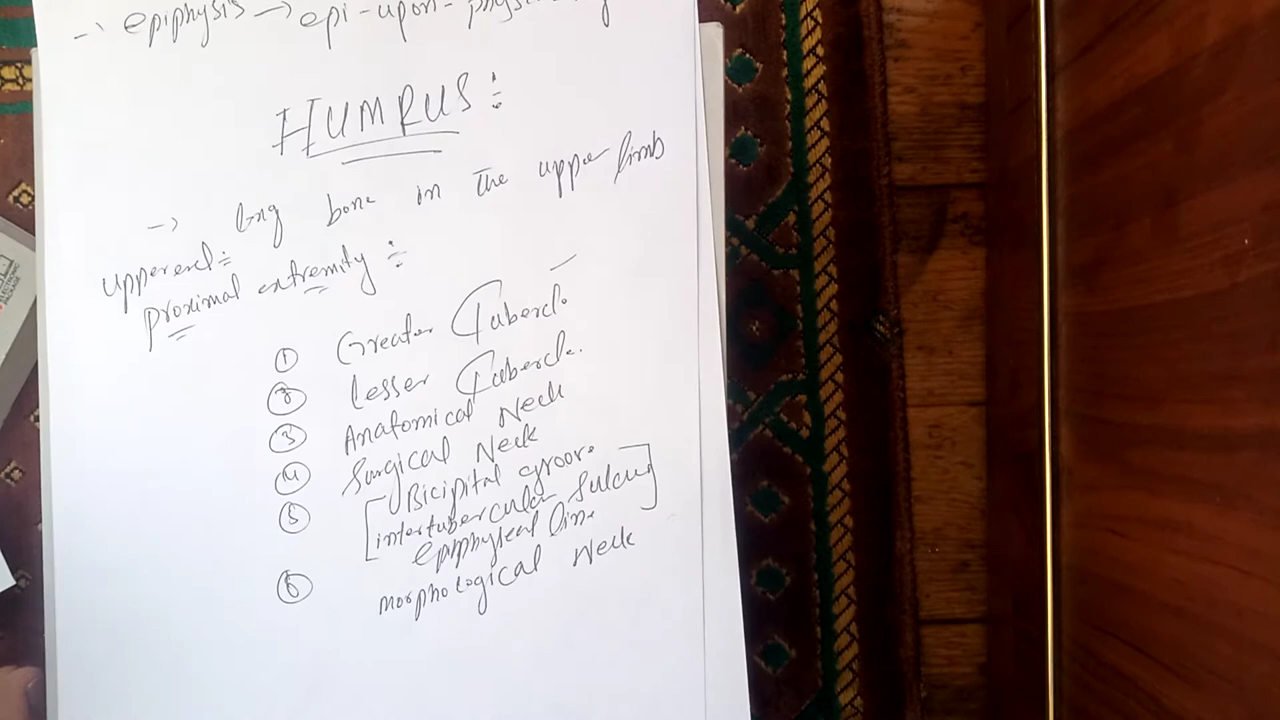 → epiphysis → epi-upon-
HUMRUS:
→ long bone in the upper limb
upper end:
proximal extremity:
① Greater Tubercle
② lesser Tubercle.
③ Anatomical Neck
④ Surgical Neck
⑤ [Bicipital groove
intertubercular Sulcus]
epiphyseal line
⑥ morphological Neck